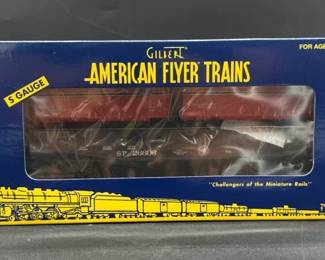 GILBERT
FOR AGE
AMERICAN FLYER TRAINS
S GAUGE
"Challengers of the Miniature Rails"